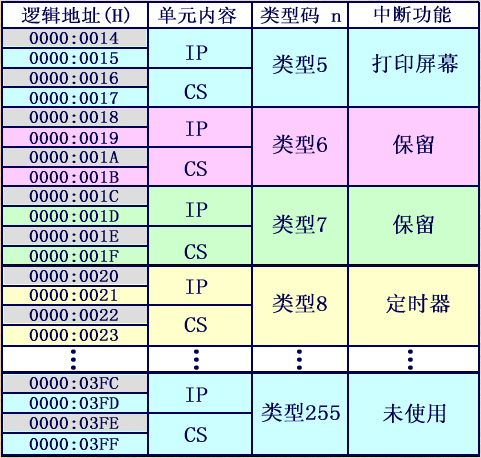 逻辑地址(H) 单元内容 类型码 n 中断功能
0000:0014
0000:0015
IP
0000:0016
0000:0017
CS
类型5 打印屏幕
0000:0018
0000:0019
IP
0000:001A
0000:001B
CS
类型6 保留
0000:001C
0000:001D
IP
0000:001E
0000:001F
CS
类型7 保留
0000:0020
0000:0021
IP
0000:0022
0000:0023
CS
类型8 定时器
⋮ ⋮ ⋮ ⋮
0000:03FC
0000:03FD
IP
0000:03FE
0000:03FF
CS
类型255 未使用